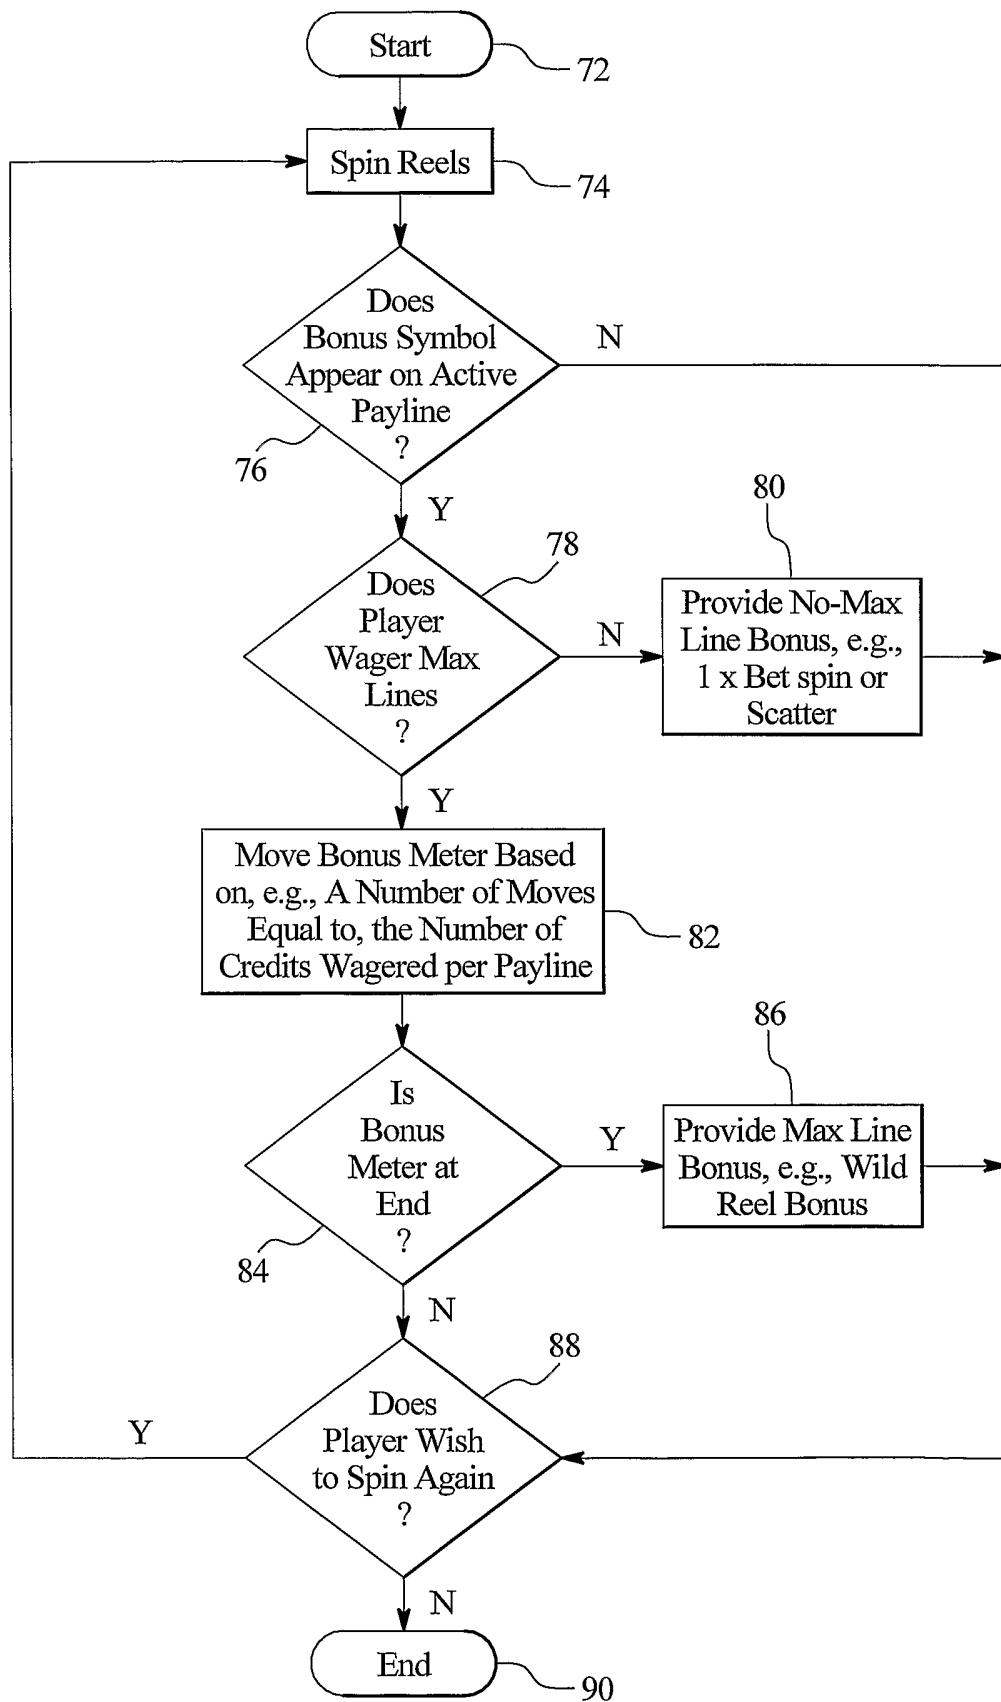 Start
72
Spin Reels
74
Does
Bonus Symbol
Appear on Active
Payline
?
N
76
Y
78
80
Does
Player
Wager Max
Lines
?
N
Provide No-Max
Line Bonus, e.g.,
1 x Bet spin or
Scatter
Y
Move Bonus Meter Based
on, e.g., A Number of Moves
Equal to, the Number of
Credits Wagered per Payline
82
86
Is
Bonus
Meter at
End
?
Y
Provide Max Line
Bonus, e.g., Wild
Reel Bonus
84
N
88
Does
Player Wish
to Spin Again
?
Y
N
End
90